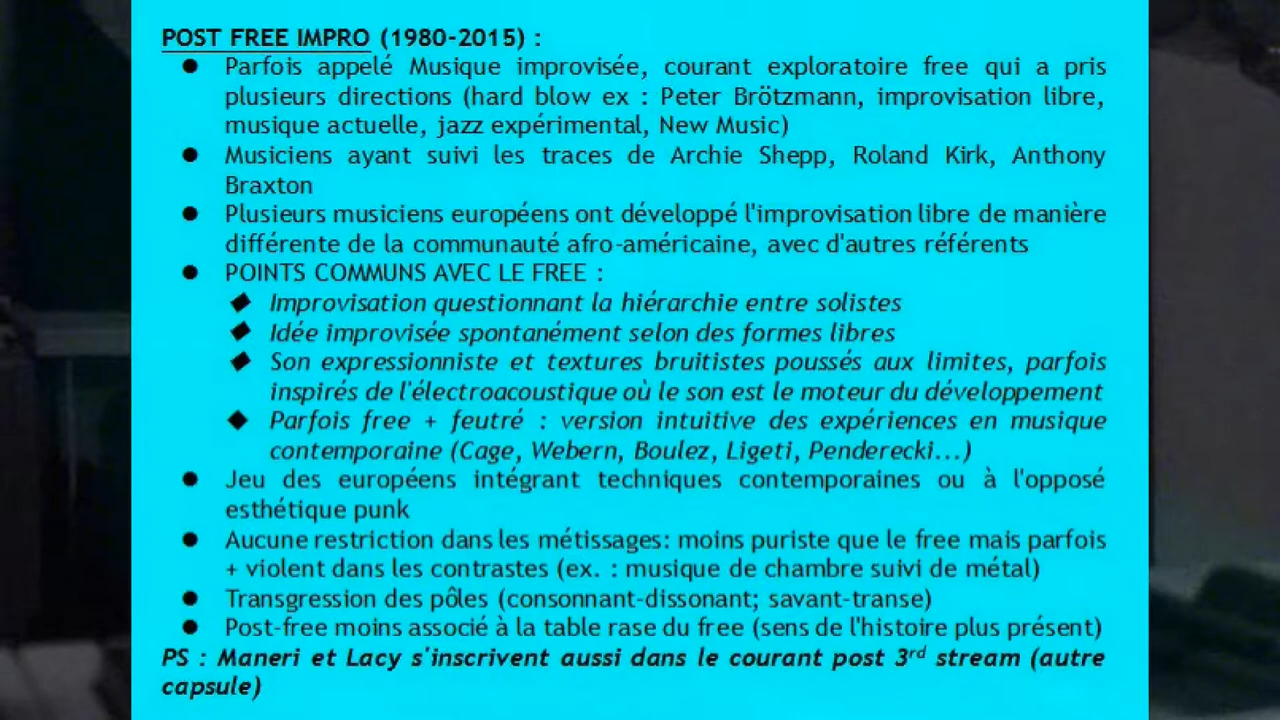 POST FREE IMPRO (1980-2015) :
● Parfois appelé Musique improvisée, courant exploratoire free qui a pris
plusieurs directions (hard blow ex : Peter Brötzmann, improvisation libre,
musique actuelle, jazz expérimental, New Music)
● Musiciens ayant suivi les traces de Archie Shepp, Roland Kirk, Anthony
Braxton
● Plusieurs musiciens européens ont développé l'improvisation libre de manière
différente de la communauté afro-américaine, avec d'autres référents
● POINTS COMMUNS AVEC LE FREE :
◆ Improvisation questionnant la hiérarchie entre solistes
◆ Idée improvisée spontanément selon des formes libres
◆ Son expressionniste et textures bruitistes poussés aux limites, parfois
inspirés de l'électroacoustique où le son est le moteur du développement
◆ Parfois free + feutré : version intuitive des expériences en musique
contemporaine (Cage, Webern, Boulez, Ligeti, Penderecki...)
● Jeu des européens intégrant techniques contemporaines ou à l'opposé
esthétique punk
● Aucune restriction dans les métissages: moins puriste que le free mais parfois
+ violent dans les contrastes (ex. : musique de chambre suivi de métal)
● Transgression des pôles (consonnant-dissonant; savant-transe)
● Post-free moins associé à la table rase du free (sens de l'histoire plus présent)
PS : Maneri et Lacy s'inscrivent aussi dans le courant post 3rd stream (autre
capsule)